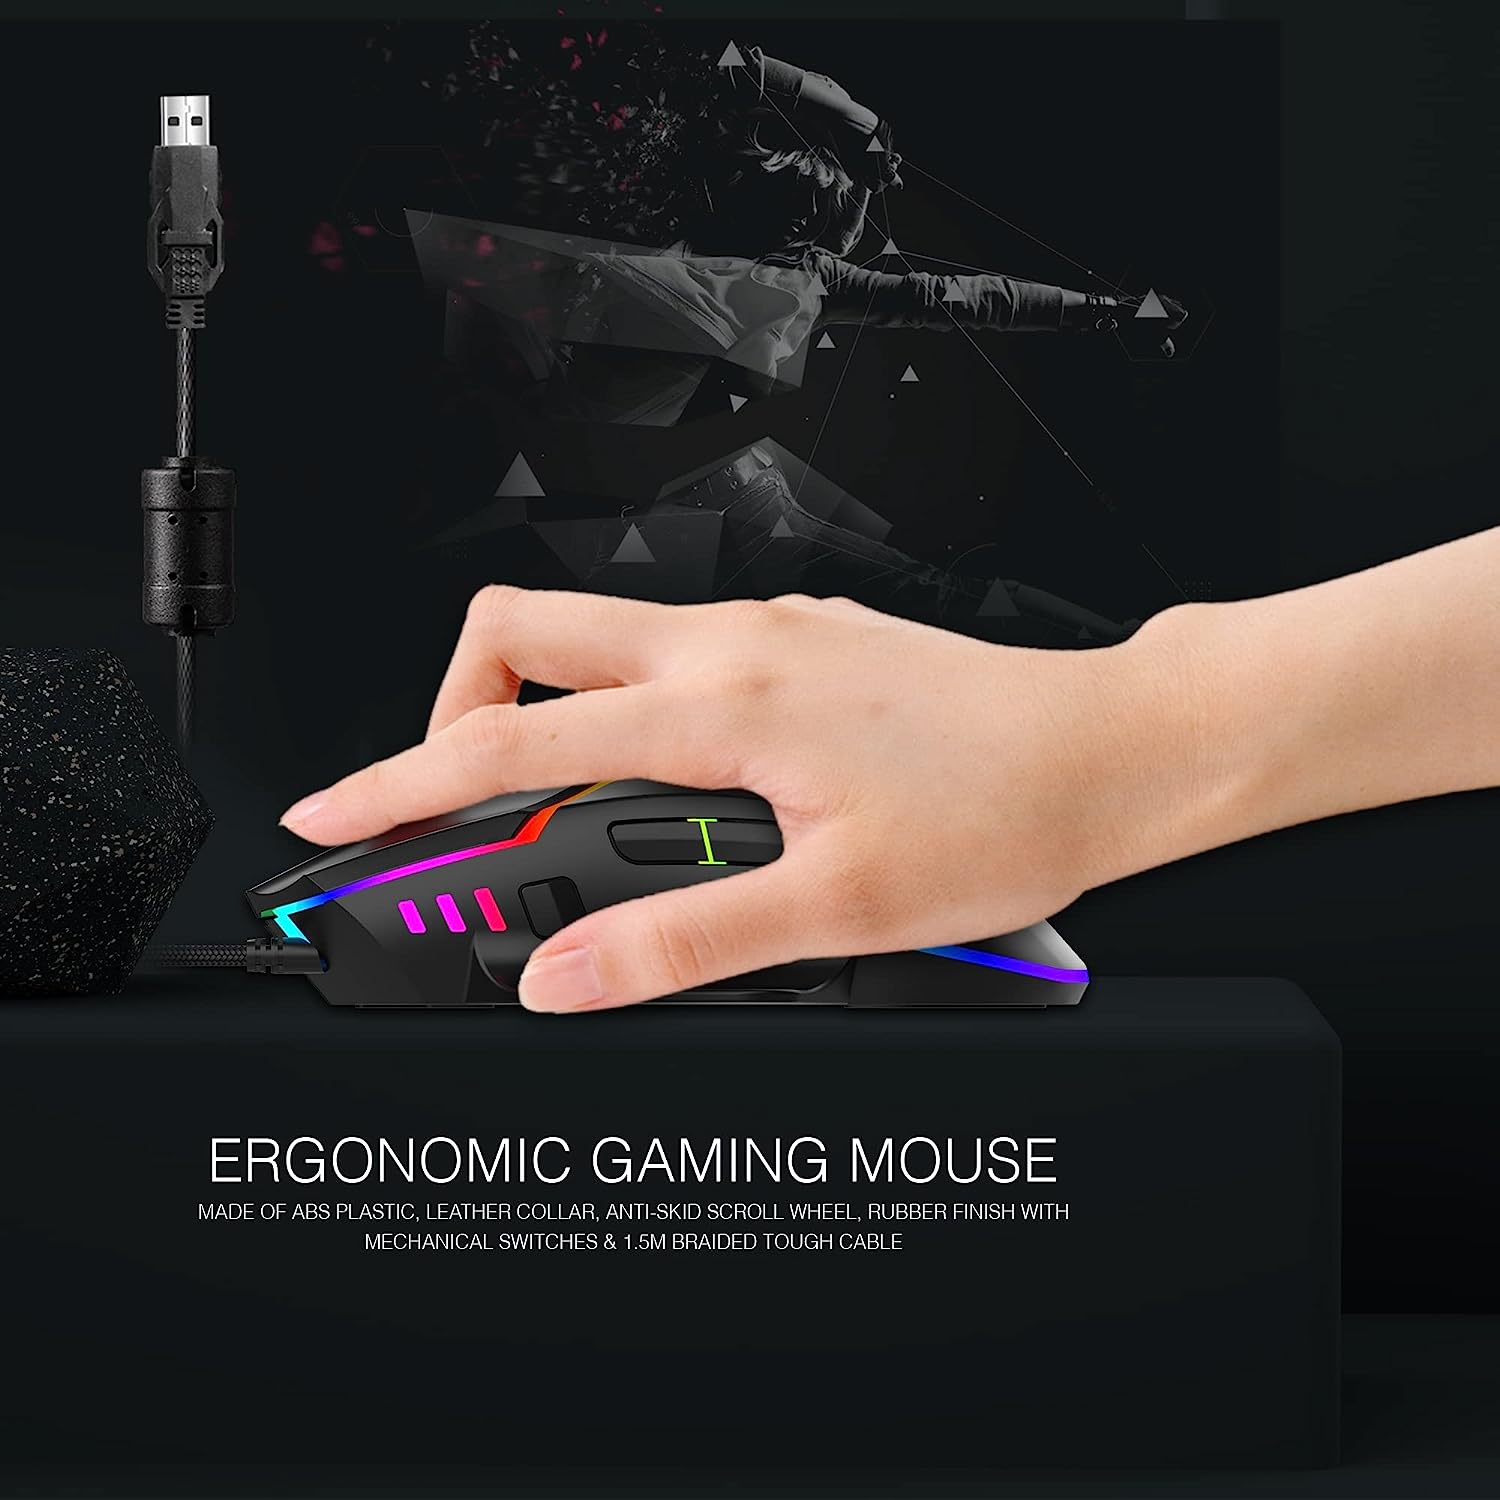 ERGONOMIC GAMING MOUSE
MADE OF ABS PLASTIC, LEATHER COLLAR, ANTI-SKID SCROLL WHEEL, RUBBER FINISH WITH
MECHANICAL SWITCHES & 1.5M BRAIDED TOUGH CABLE